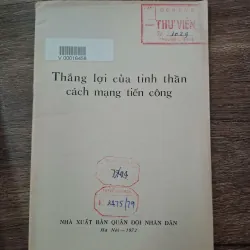 THƯ VIỆN
V 00016468
Thắng lợi của tinh thần
cách mạng tiến công
NHÀ XUẤT BẢN QUÂN ĐỘI NHÂN DÂN
Hà Nội — 1972